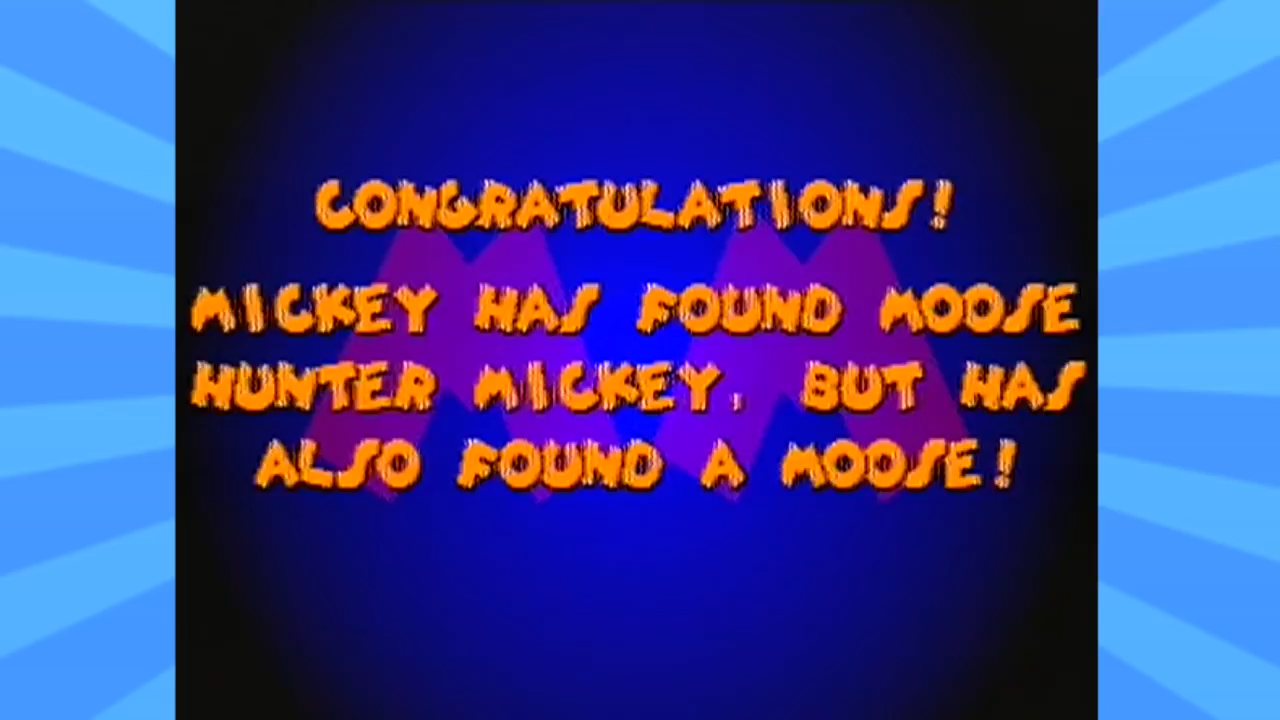 CONGRATULATIONS!
MICKEY HAS FOUND MOOSE
HUNTER MICKEY, BUT HAS
ALSO FOUND A MOOSE!